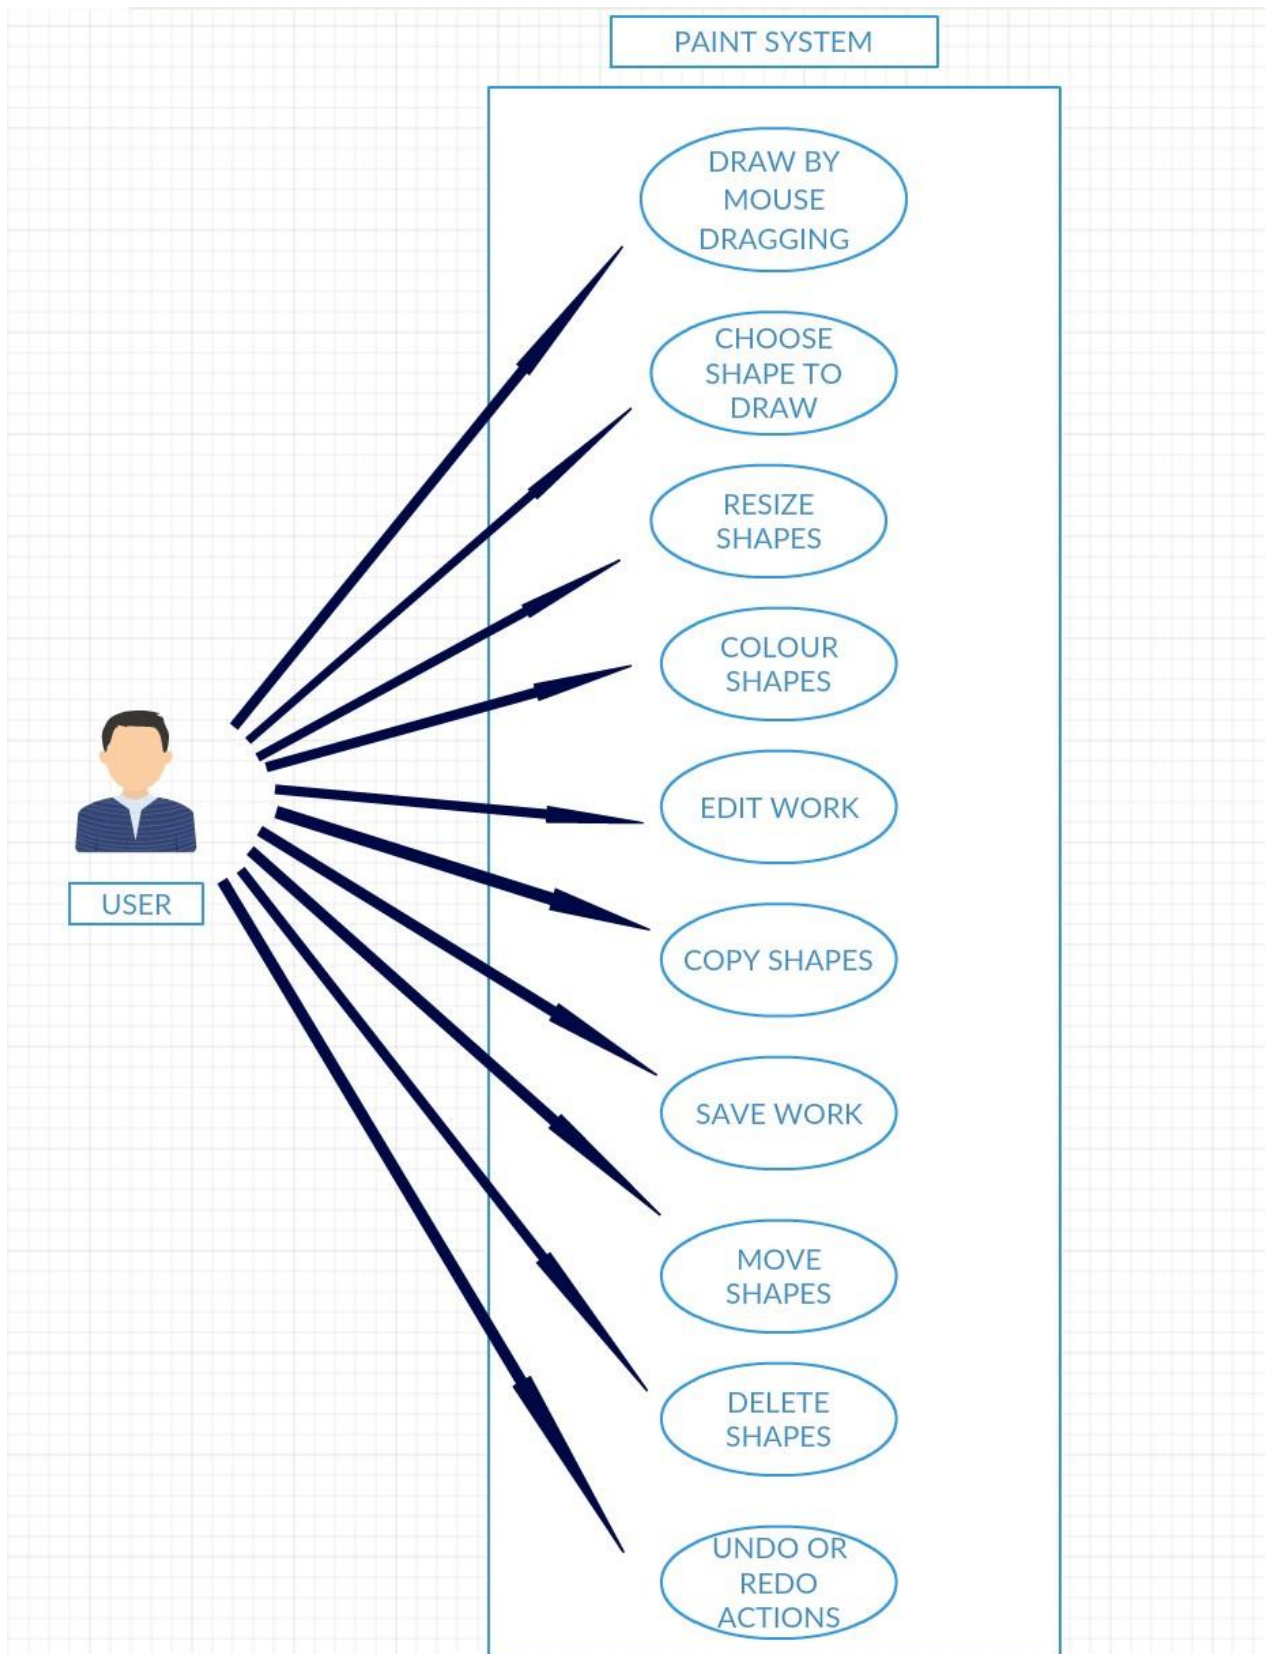 PAINT SYSTEM
DRAW BY
MOUSE
DRAGGING
CHOOSE
SHAPE TO
DRAW
RESIZE
SHAPES
COLOUR
SHAPES
EDIT WORK
USER
COPY SHAPES
SAVE WORK
MOVE
SHAPES
DELETE
SHAPES
UNDO OR
REDO
ACTIONS